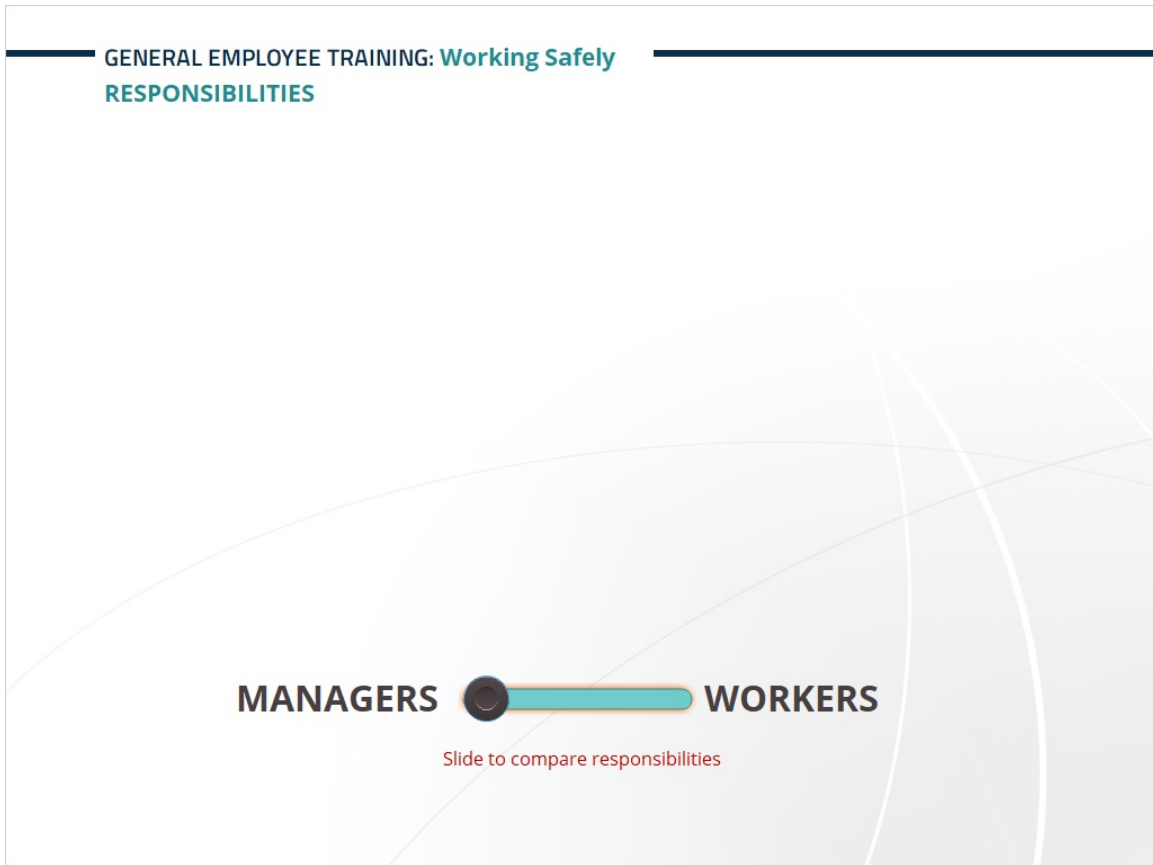 GENERAL EMPLOYEE TRAINING: Working Safely
RESPONSIBILITIES
MANAGERS WORKERS
Slide to compare responsibilities